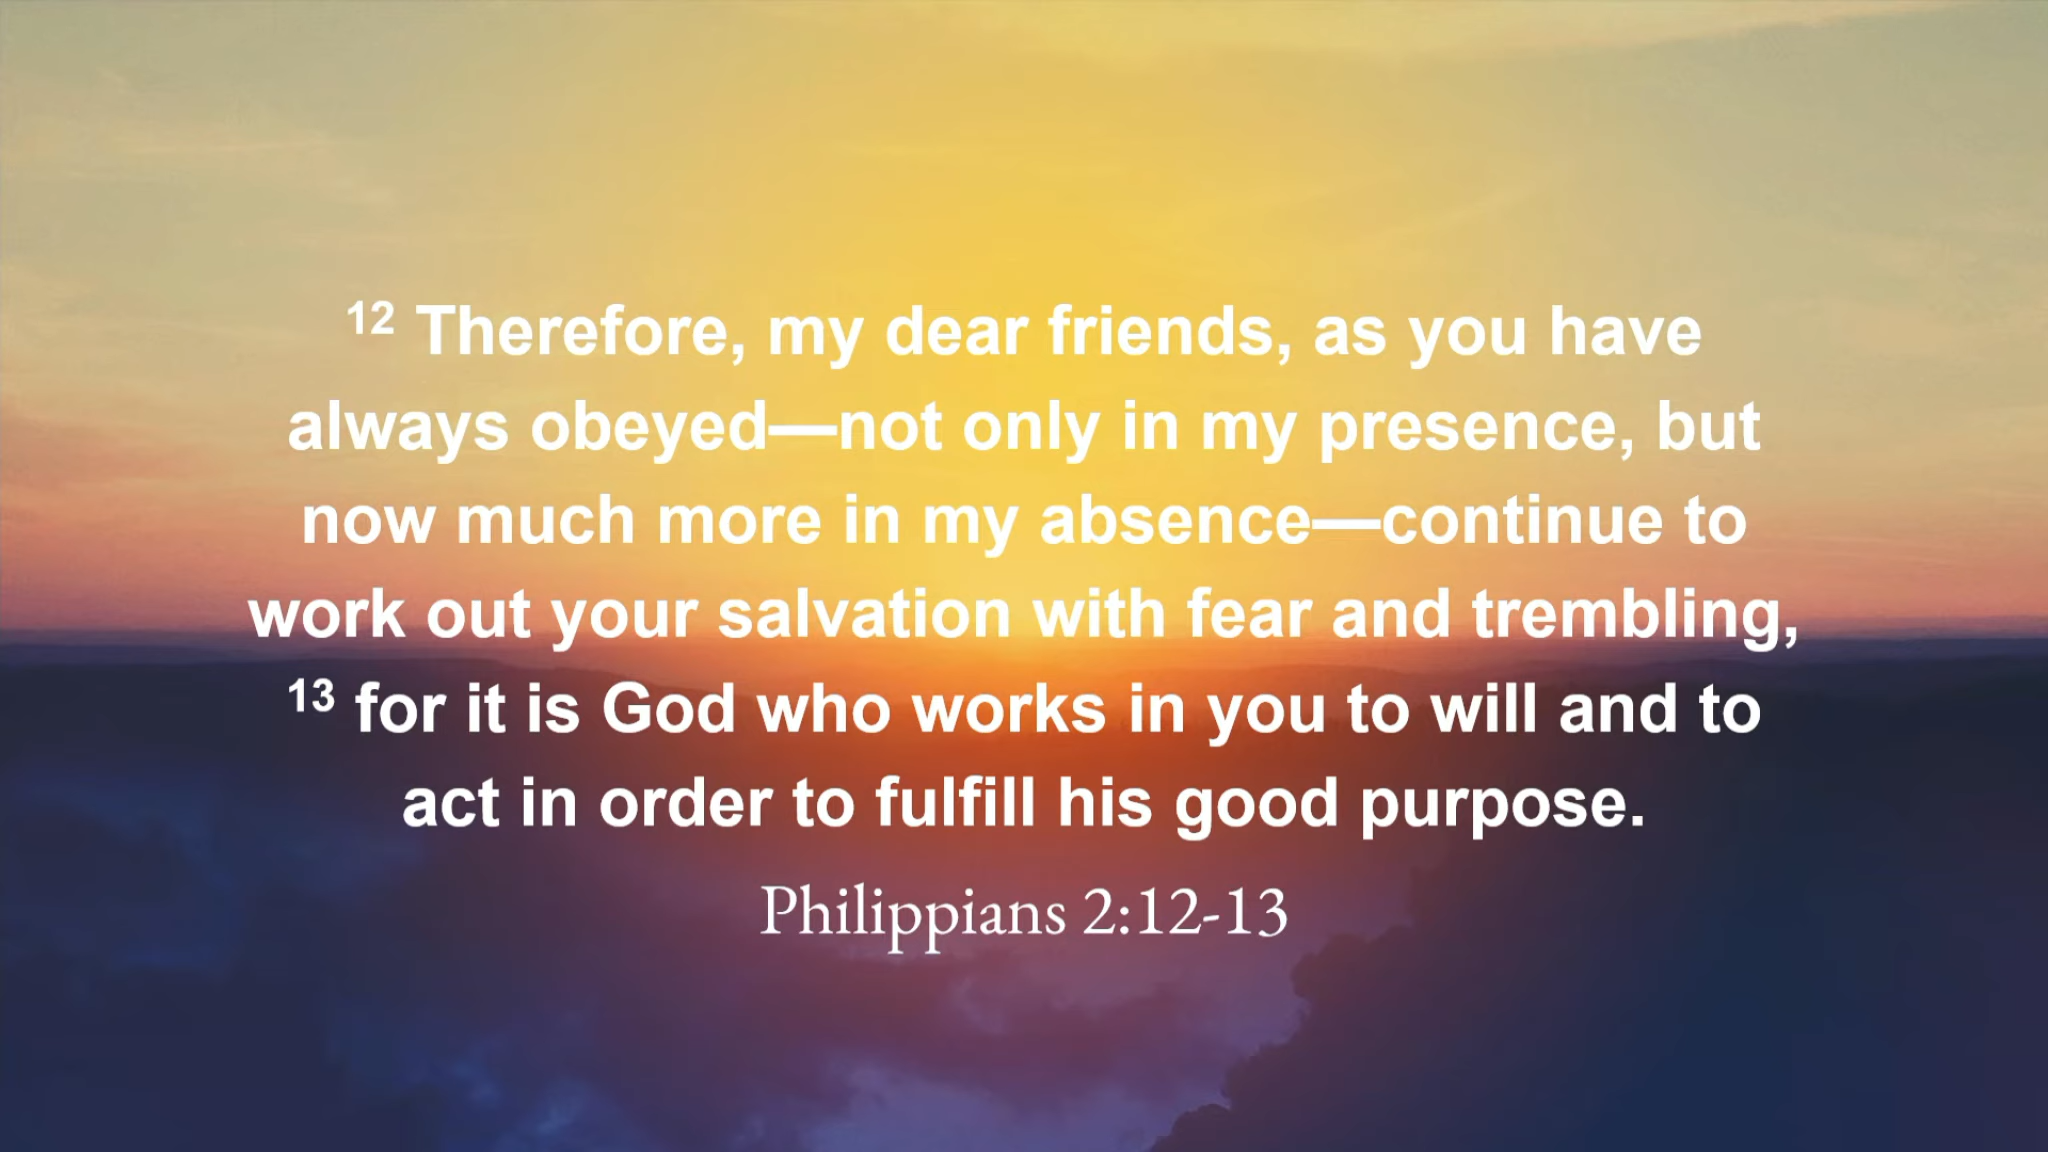 12 Therefore, my dear friends, as you have
always obeyed—not only in my presence, but
now much more in my absence—continue to
work out your salvation with fear and trembling,
13 for it is God who works in you to will and to
act in order to fulfill his good purpose.
Philippians 2:12-13